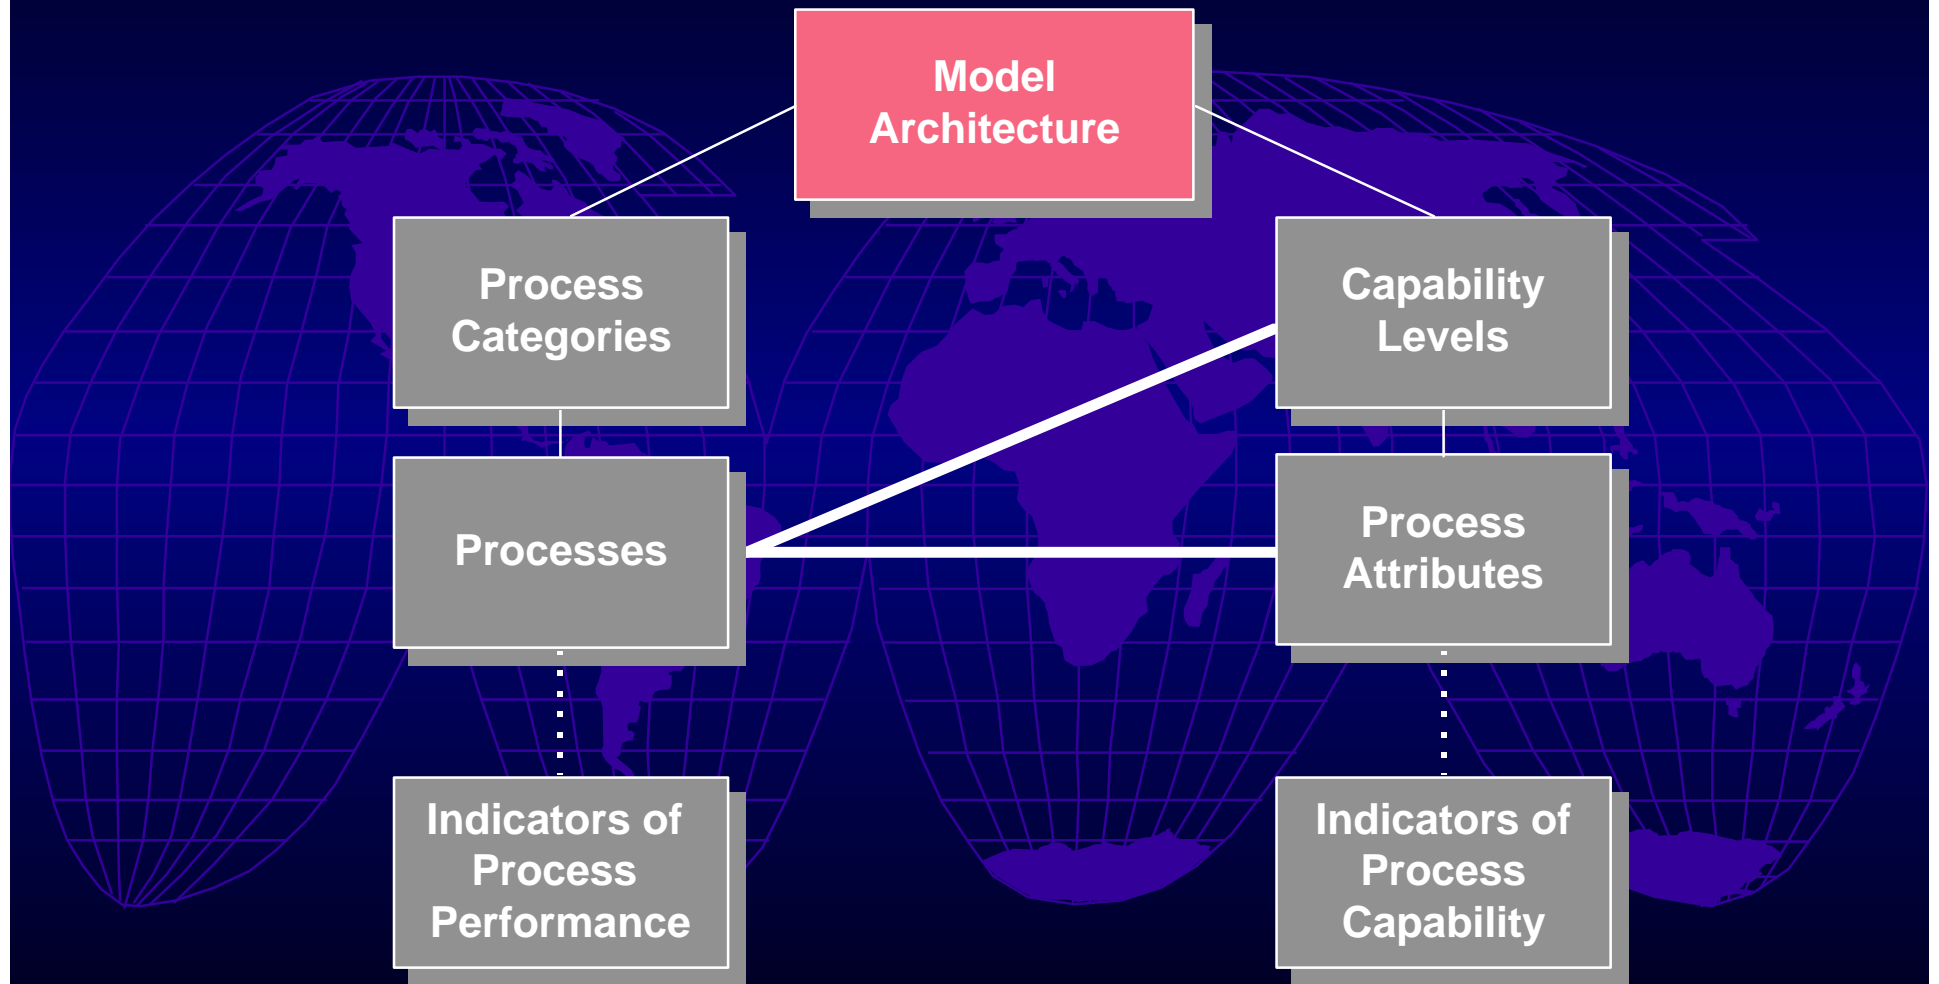 Model
Architecture
Process
Categories
Capability
Levels
Processes
Process
Attributes
Indicators of
Process
Performance
Indicators of
Process
Capability